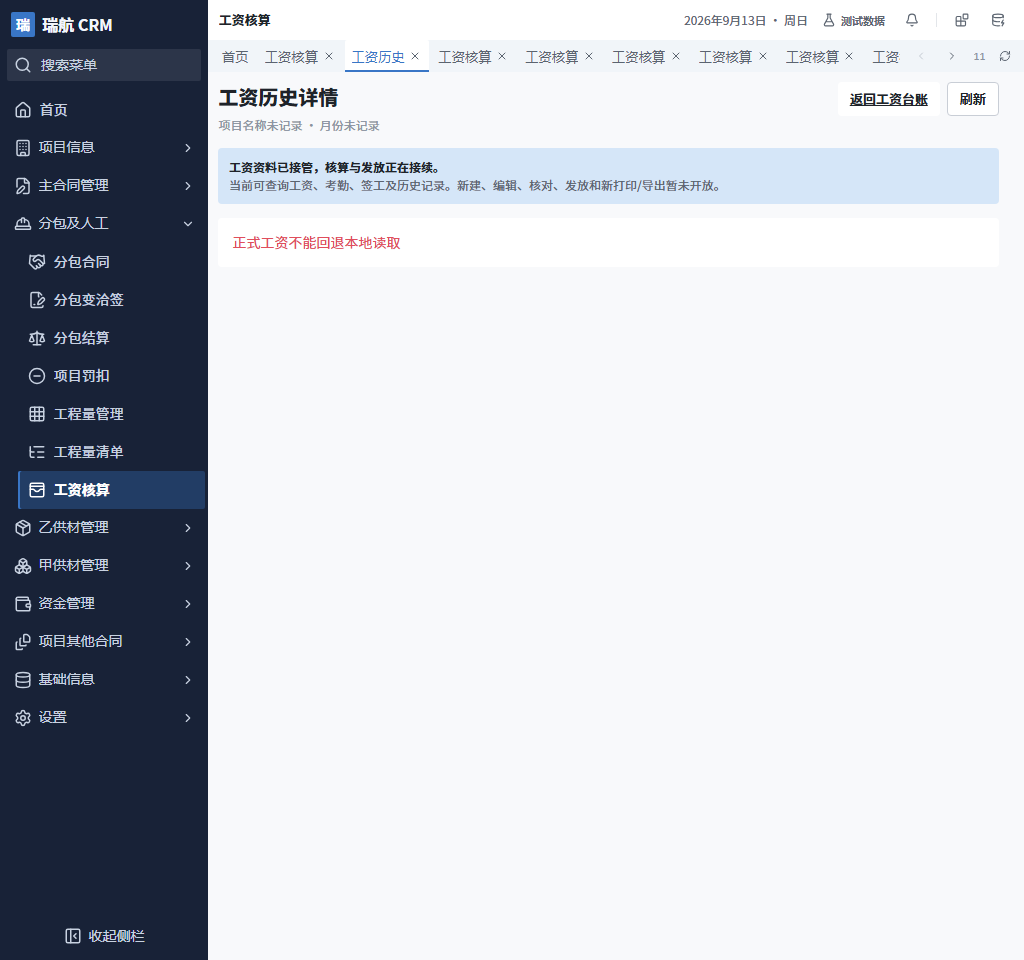 瑞 瑞航 CRM
搜索菜单
首页
项目信息
主合同管理
分包及人工
分包合同
分包变洽签
分包结算
项目罚扣
工程量管理
工程量清单
工资核算
乙供材管理
甲供材管理
资金管理
项目其他合同
基础信息
设置
收起侧栏
工资核算
2026年9月13日 · 周日 测试数据
首页 工资核算 工资历史 工资核算 工资核算 工资核算 工资核算 工资核算 工资 11
工资历史详情
返回工资台账 刷新
项目名称未记录 · 月份未记录
工资资料已接管，核算与发放正在接续。
当前可查询工资、考勤、签工及历史记录。新建、编辑、核对、发放和新打印/导出暂未开放。
正式工资不能回退本地读取